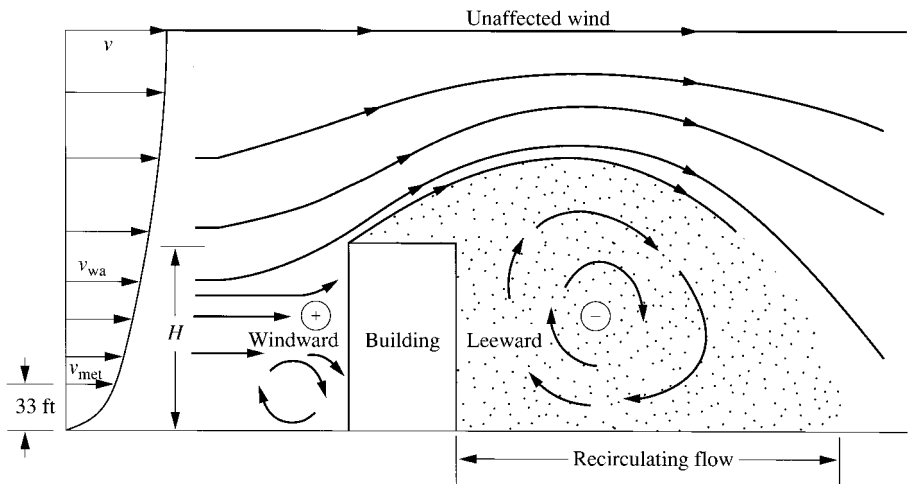 Unaffected wind
v
v_wa
H
+
−
Windward
Building
Leeward
v_met
33 ft
Recirculating flow